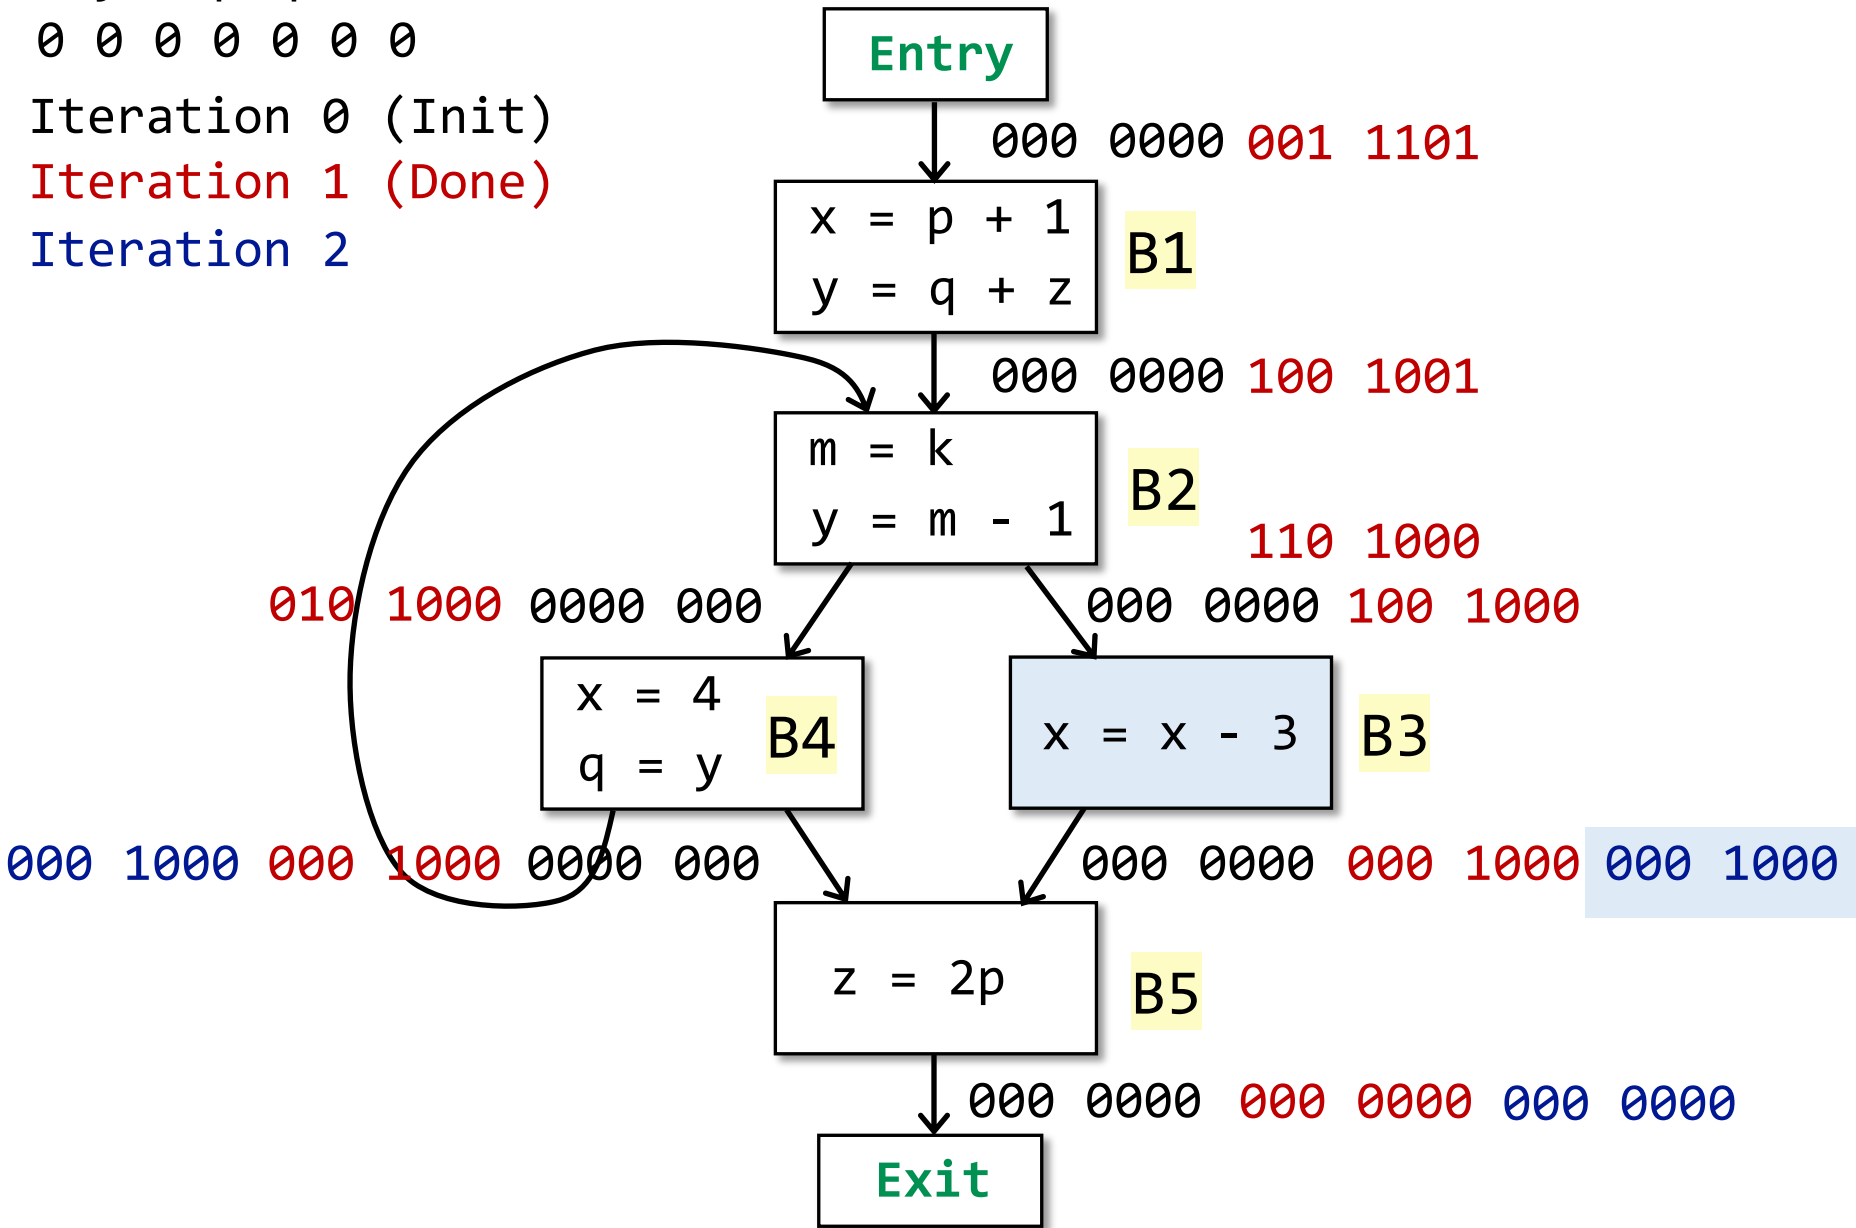 0 0 0 0 0 0 0
Iteration 0 (Init)
Iteration 1 (Done)
Iteration 2
Entry
000 0000 001 1101
x = p + 1
y = q + z
B1
000 0000 100 1001
m = k
y = m - 1
B2
110 1000
010 1000 0000 000
000 0000 100 1000
x = 4
q = y
B4
x = x - 3
B3
000 1000 000 1000 0000 000
000 0000 000 1000 000 1000
z = 2p
B5
000 0000 000 0000 000 0000
Exit